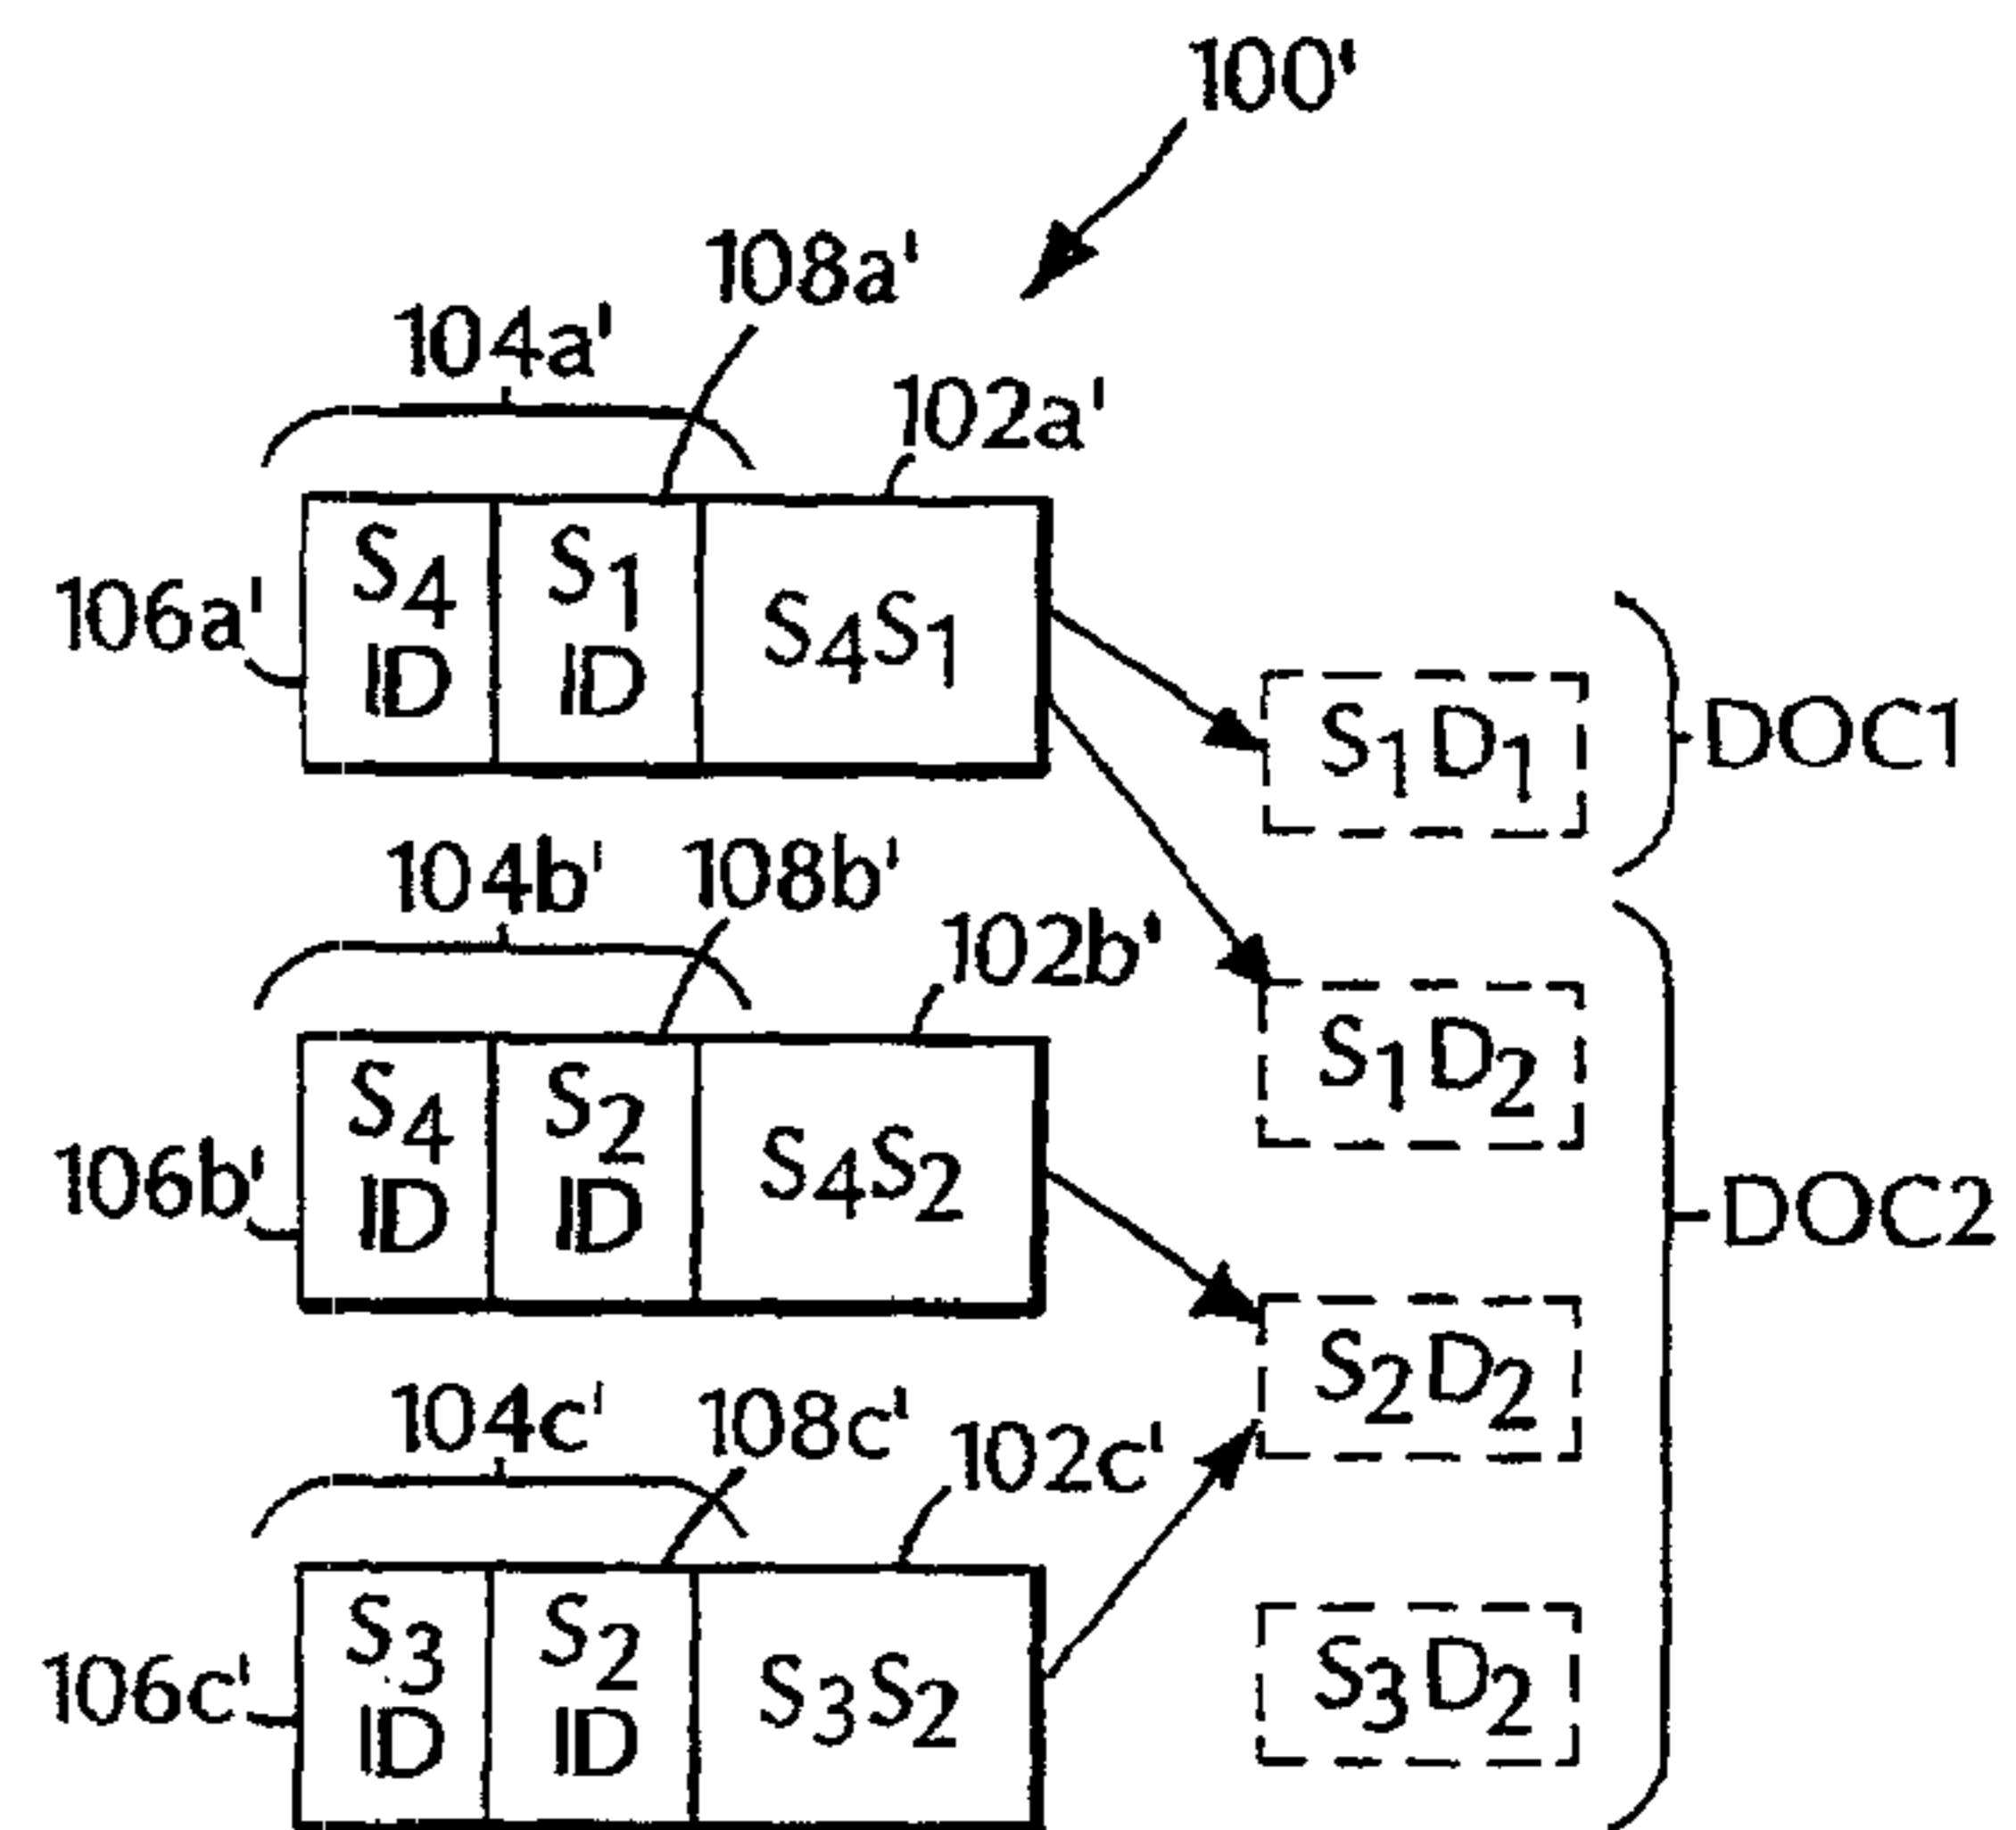 100'
108a'
104a'
102a'
S4 ID
S1 ID
S4S1
106a'
S1D1
DOC1
104b'
108b'
102b'
S1D2
S4 ID
S2 ID
S4S2
106b'
DOC2
S2D2
104c'
108c'
102c'
S3 ID
S2 ID
S3S2
106c'
S3D2